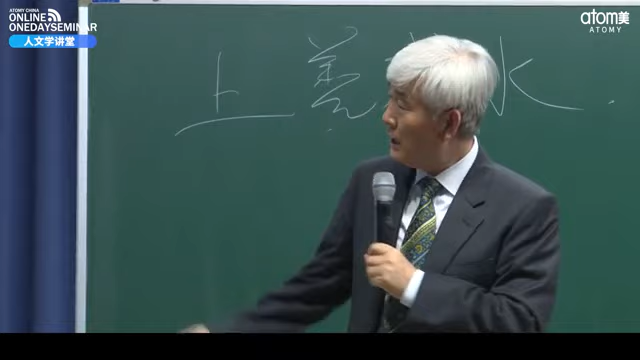 ATOMY CHINA
ONLINE
ONEDAYSEMINAR
人文学讲堂
atom美
ATOMY
上善 水.